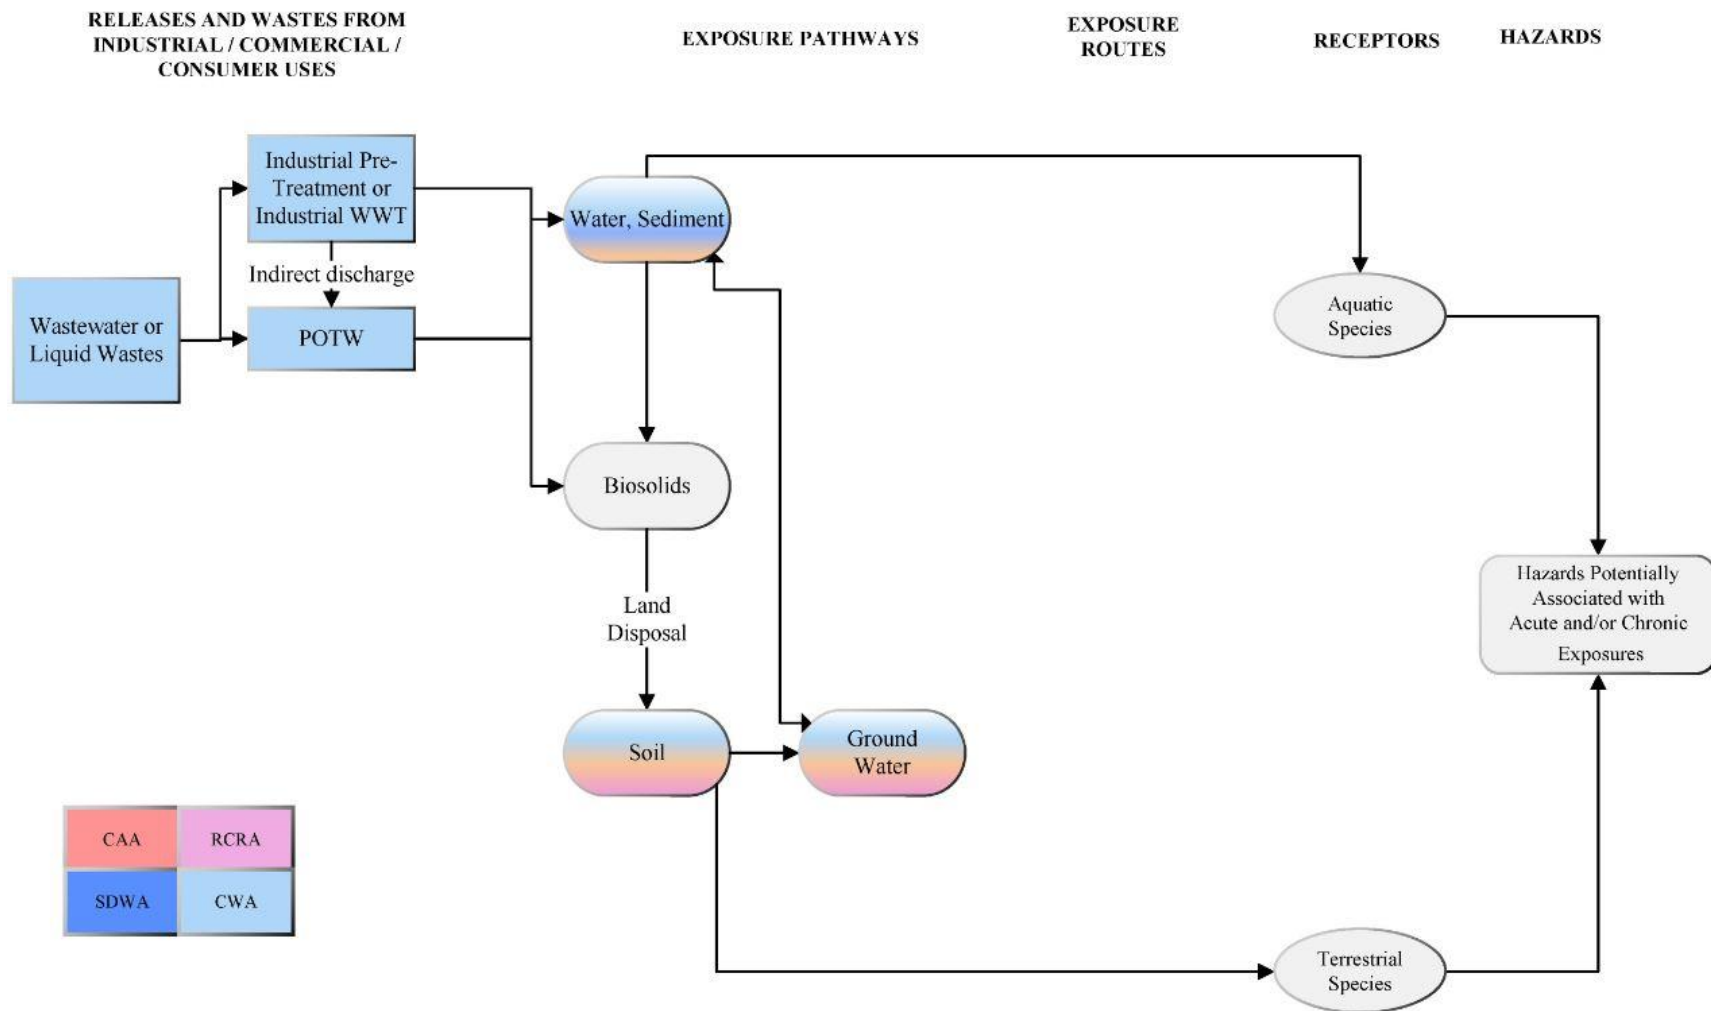 RELEASES AND WASTES FROM
INDUSTRIAL / COMMERCIAL /
CONSUMER USES
EXPOSURE PATHWAYS
EXPOSURE
ROUTES
RECEPTORS
HAZARDS
Industrial Pre-
Treatment or
Industrial WWT
Indirect discharge
Wastewater or
Liquid Wastes
POTW
Water, Sediment
Biosolids
Land
Disposal
Soil
Ground
Water
Aquatic
Species
Hazards Potentially
Associated with
Acute and/or Chronic
Exposures
Terrestrial
Species
CAA
RCRA
SDWA
CWA